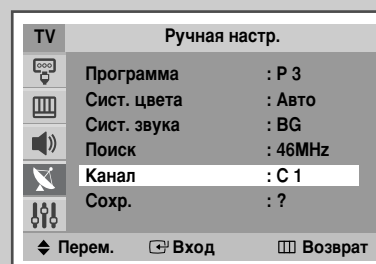 TV Ручная настр.
Программа : P 3
Сист. цвета : Авто
Сист. звука : BG
Поиск : 46MHz
Канал : C 1
Сохр. : ?
Перем. Вход Возврат